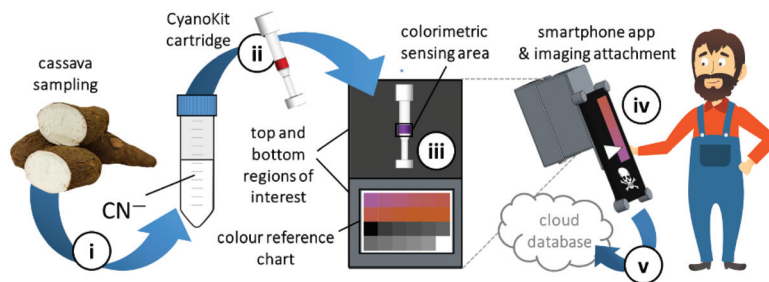 cassava
sampling
CN—
i
CyanoKit
cartridge
ii
colorimetric
sensing area
iii
top and
bottom
regions of
interest
colour reference
chart
smartphone app
& imaging attachment
iv
cloud
database
v